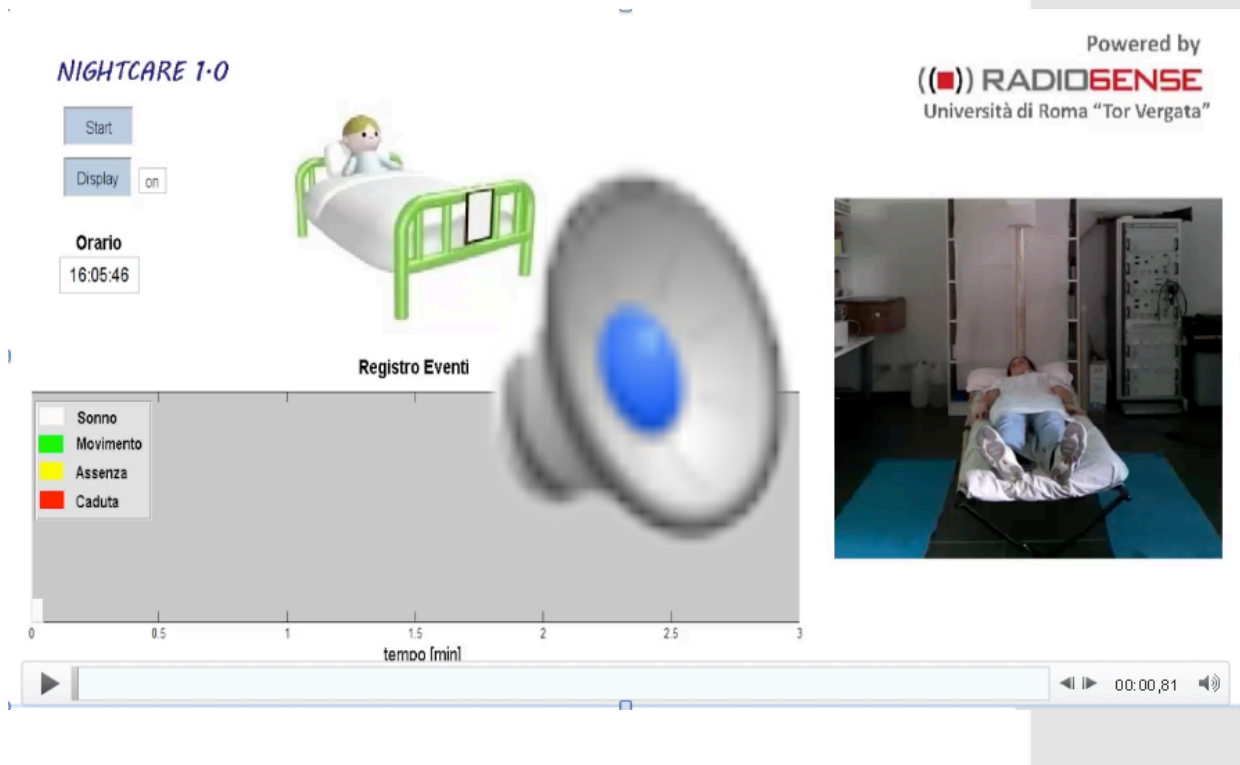 NIGHTCARE 1.0
Powered by
RADIO6ENSE
Università di Roma "Tor Vergata"
Start
Display
on
Orario
16:05:46
Registro Eventi
Sonno
Movimento
Assenza
Caduta
0
0.5
1
1.5
2
2.5
3
tempo [min]
00:00,81